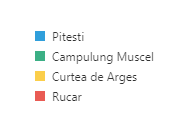 Pitesti
Campulung Muscel
Curtea de Arges
Rucar